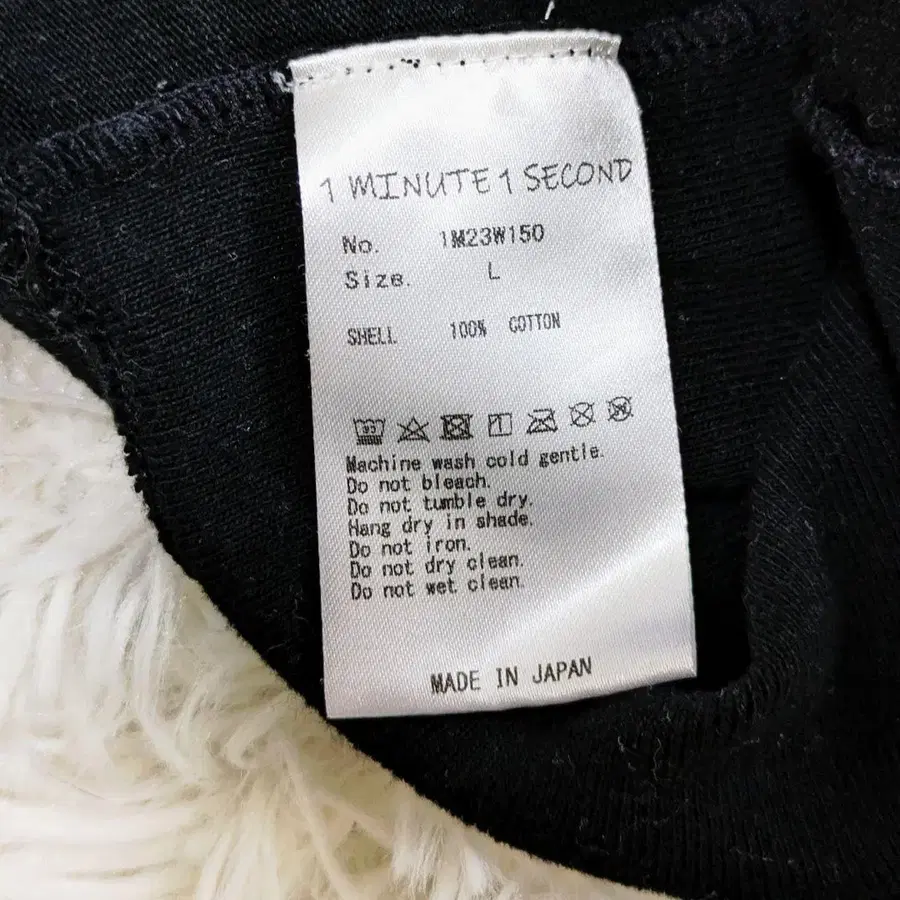 1 MINUTE 1 SECOND
No. 1M23W150
Size. L
SHELL 100% COTTON
Machine wash cold gentle.
Do not bleach.
Do not tumble dry.
Hang dry in shade.
Do not iron.
Do not dry clean.
Do not wet clean.
MADE IN JAPAN